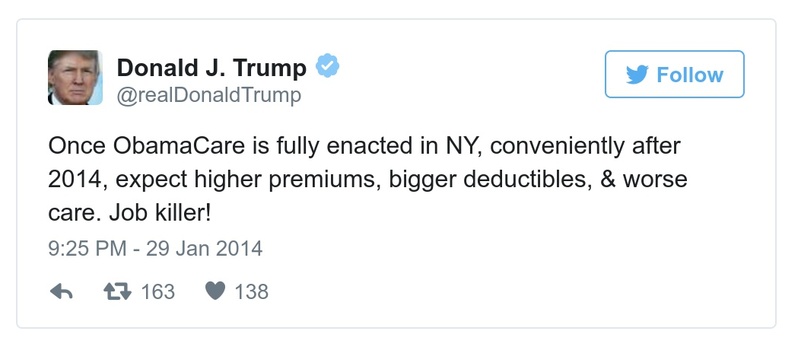 Donald J. Trump
@realDonaldTrump
Follow
Once ObamaCare is fully enacted in NY, conveniently after
2014, expect higher premiums, bigger deductibles, & worse
care. Job killer!
9:25 PM - 29 Jan 2014
163 138